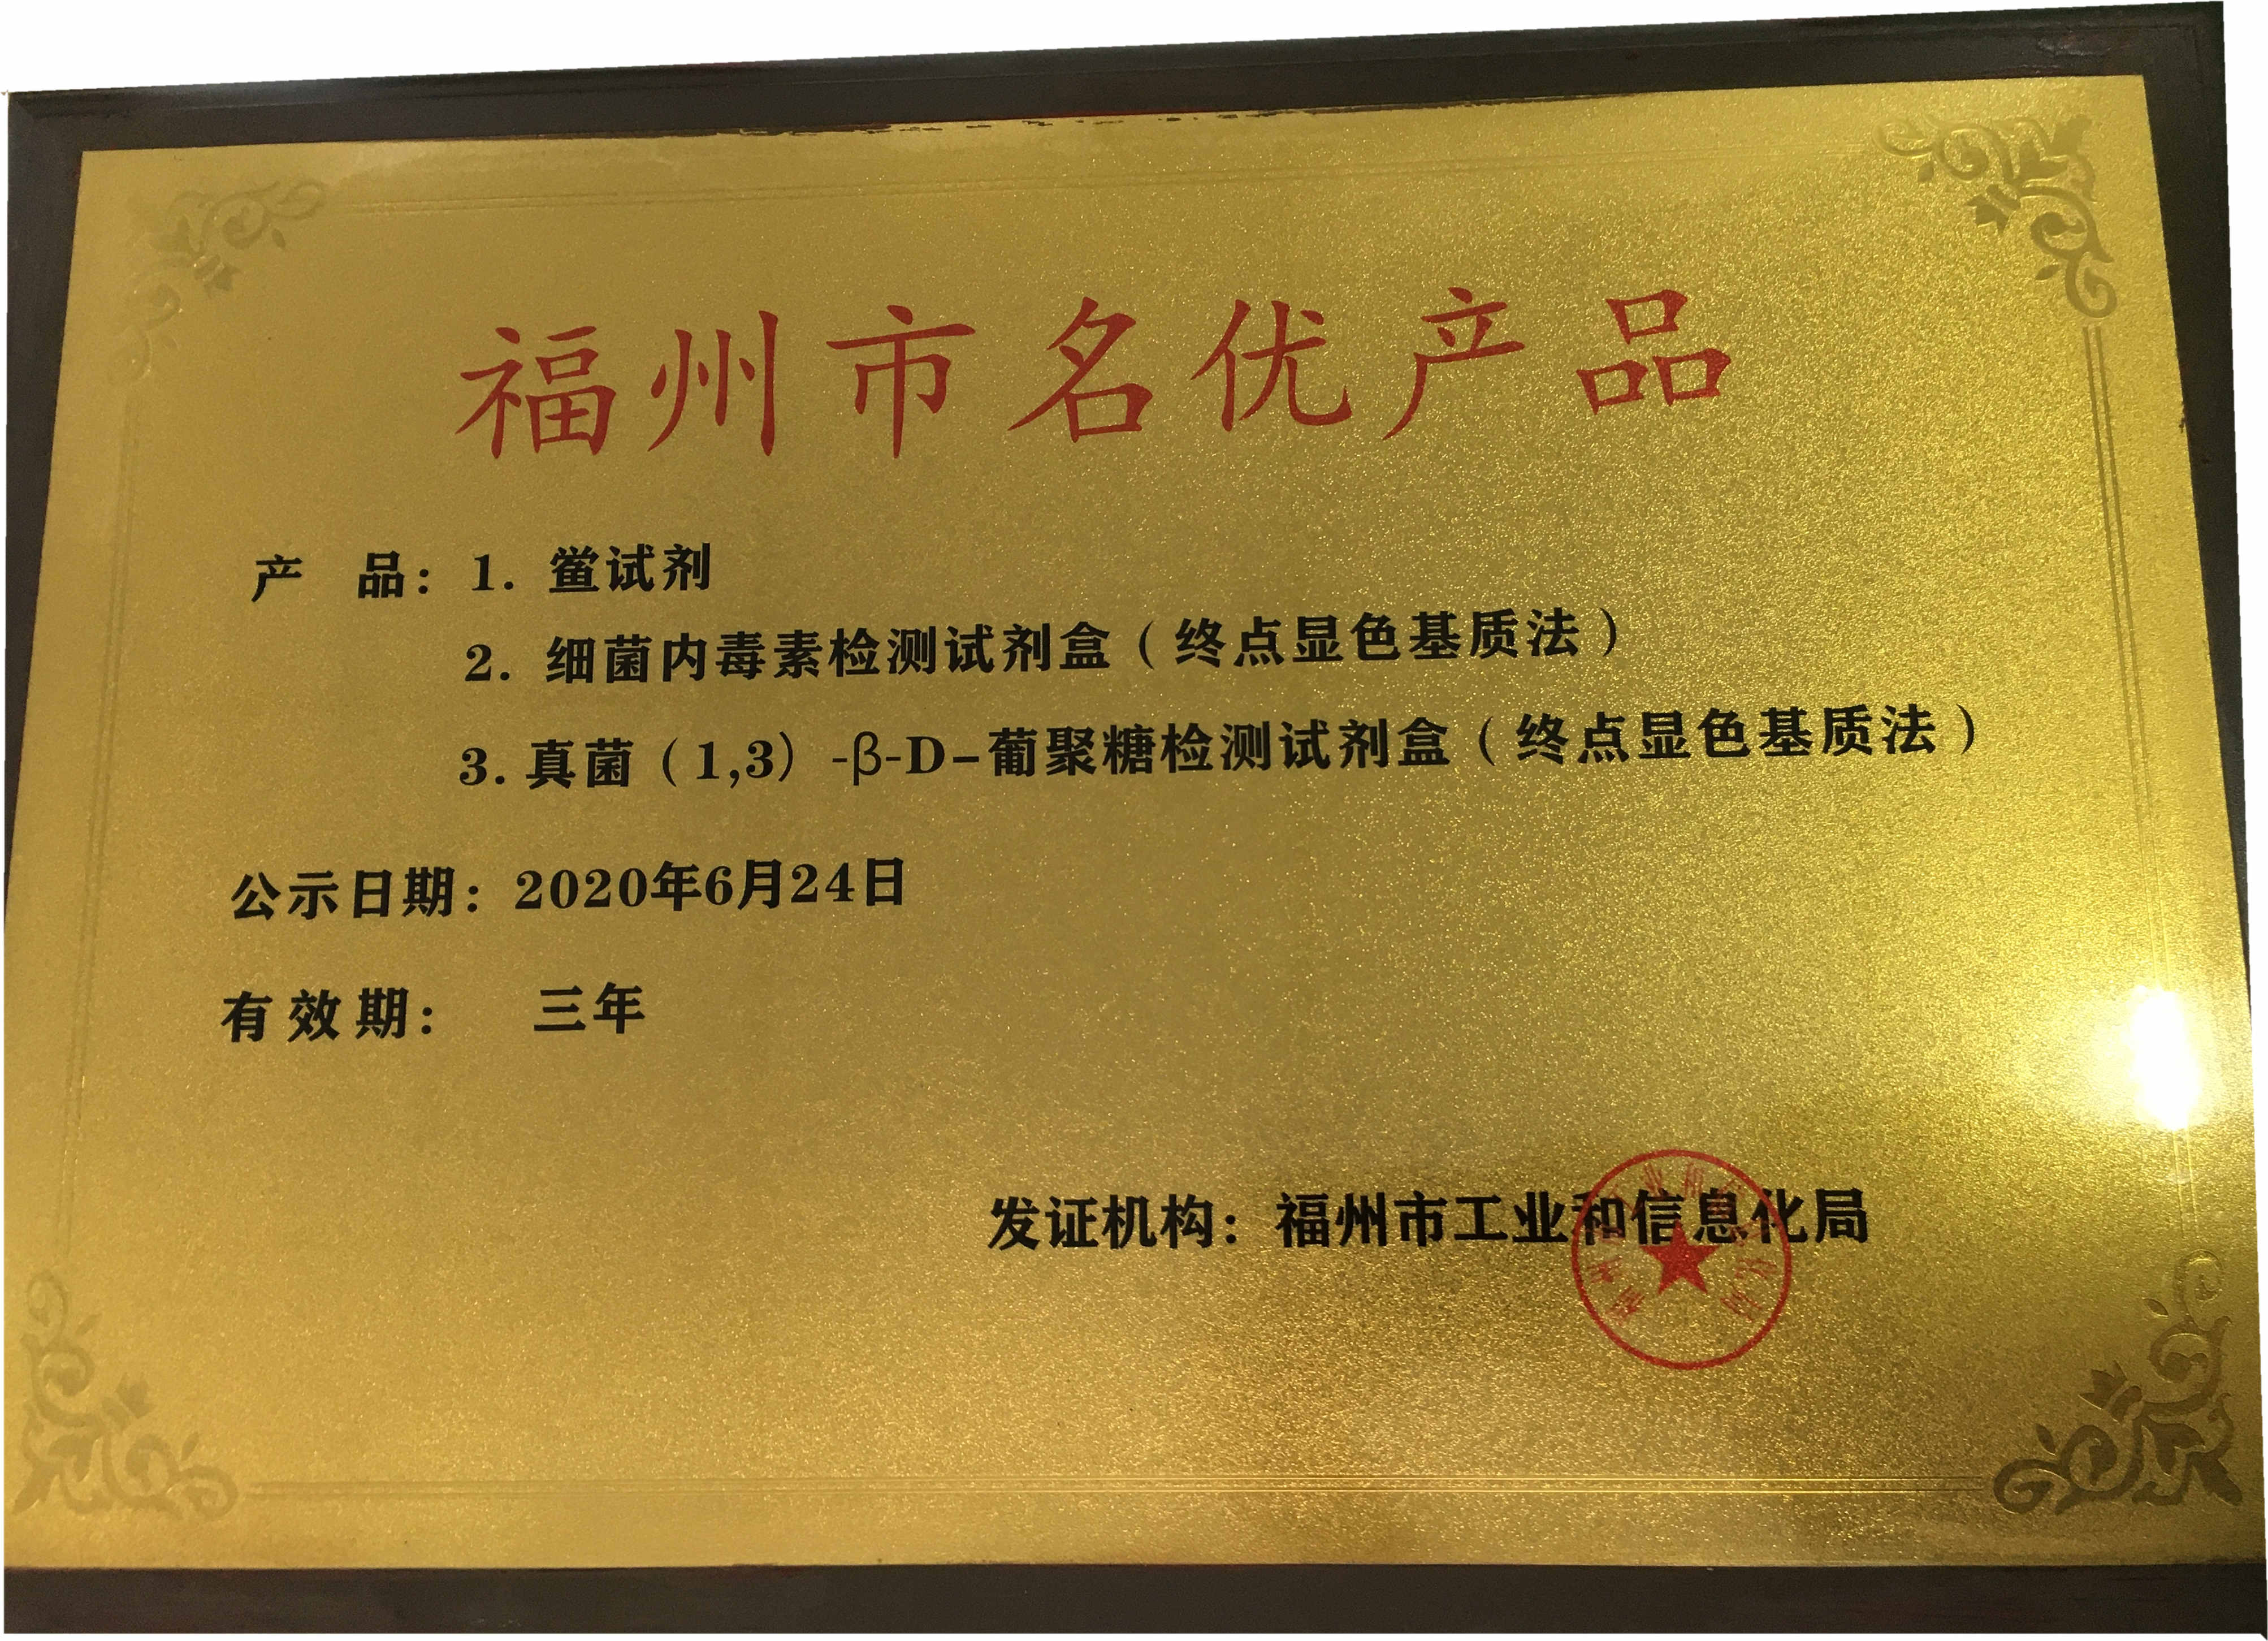 福州市名优产品
产 品：1. 鲎试剂
2. 细菌内毒素检测试剂盒（终点显色基质法）
3. 真菌（1,3）-β-D-葡聚糖检测试剂盒（终点显色基质法）
公示日期：2020年6月24日
有效期： 三年
发证机构：福州市工业和信息化局